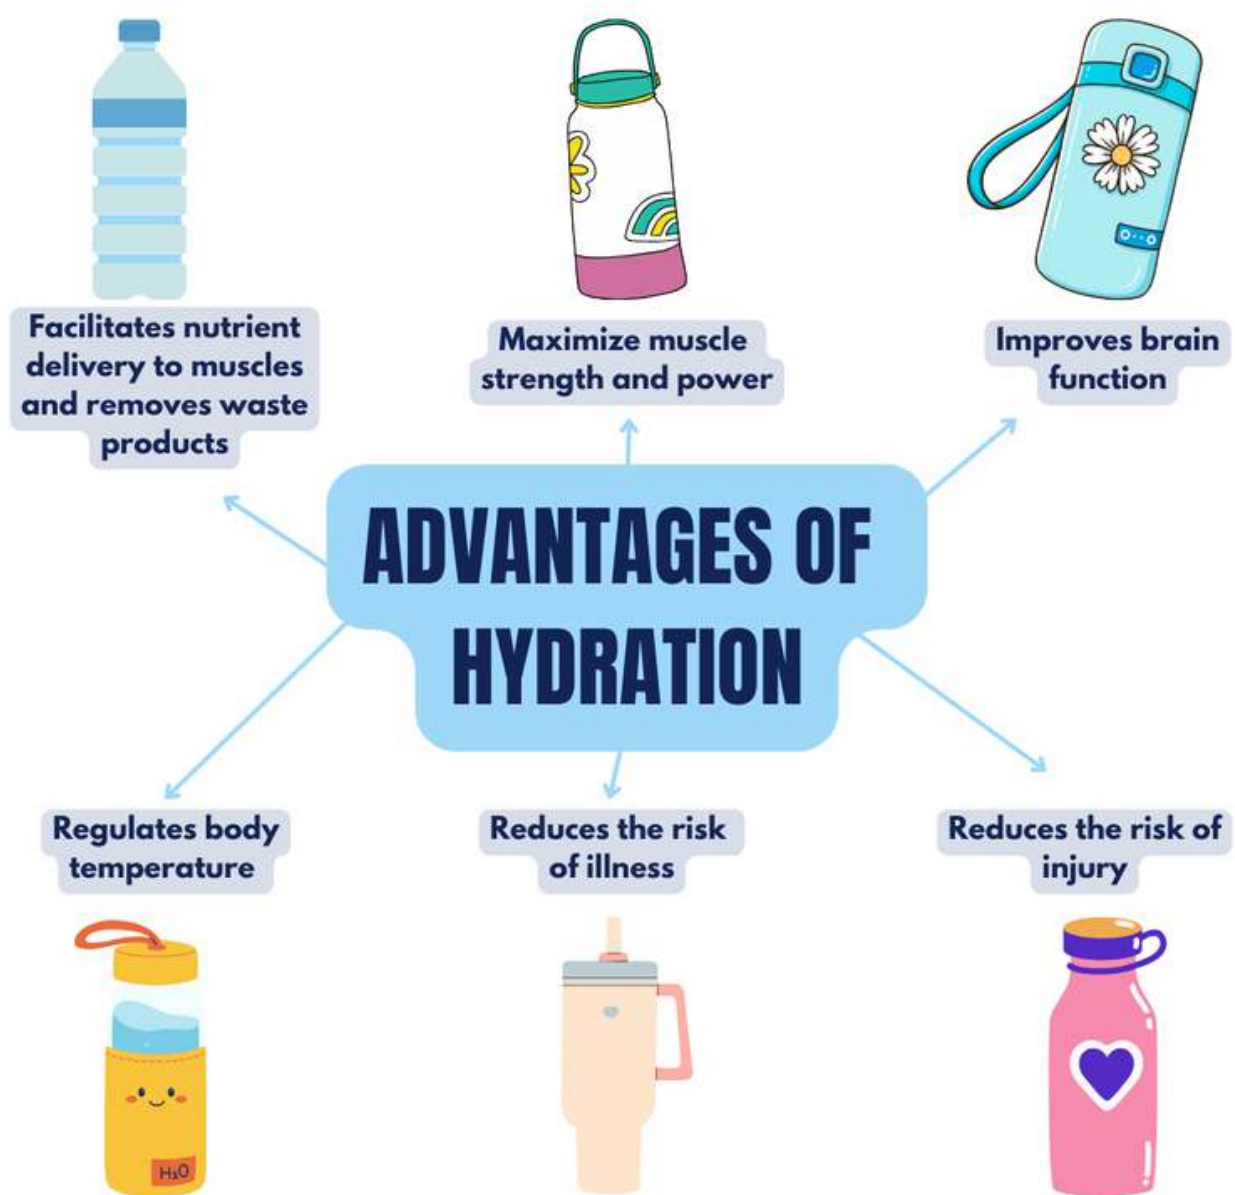 Facilitates nutrient
delivery to muscles
and removes waste
products
Maximize muscle
strength and power
Improves brain
function
ADVANTAGES OF
HYDRATION
Regulates body
temperature
Reduces the risk
of illness
Reduces the risk of
injury
H₂O